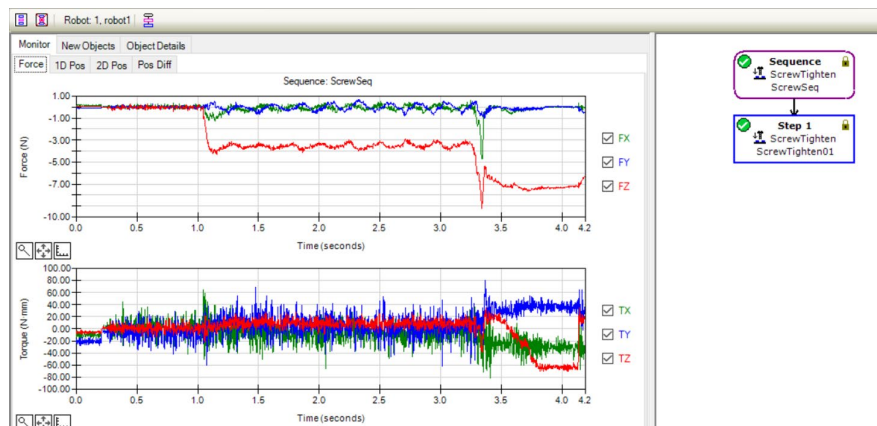 Robot: 1, robot1
Monitor New Objects Object Details
Force 1D Pos 2D Pos Pos Diff
Sequence: ScrewSeq
1.00
-1.00
-3.00
-5.00
-7.00
-10.00
Force (N)
0.0 0.5 1.0 1.5 2.0 2.5 3.0 3.5 4.0 4.2
Time (seconds)
FX
FY
FZ
100.00
80.00
60.00
40.00
20.00
0.00
-20.00
-40.00
-60.00
-80.00
-100.00
Torque (N·mm)
0.0 0.5 1.0 1.5 2.0 2.5 3.0 3.5 4.0 4.2
Time (seconds)
TX
TY
TZ
Sequence
ScrewTighten
ScrewSeq
Step 1
ScrewTighten
ScrewTighten01